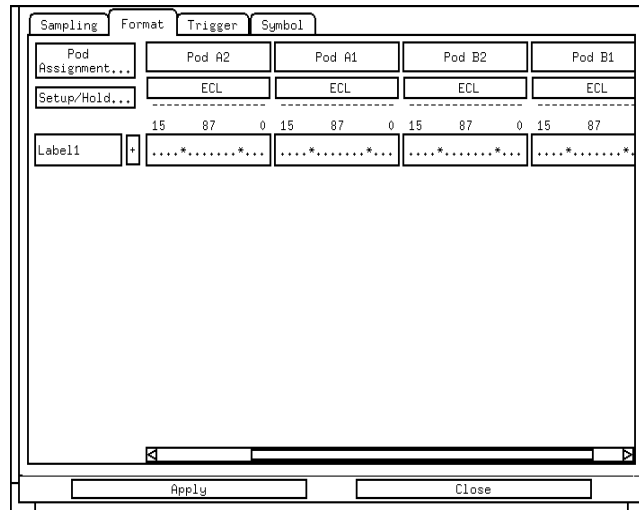 Sampling Format Trigger Symbol
Pod Assignment... Pod A2 Pod A1 Pod B2 Pod B1
Setup/Hold... ECL ECL ECL ECL
15 87 0 15 87 0 15 87 0 15 87
Label1 + ....*.......*... ....*.......*... ....*.......*... ....*.......*.
Apply Close